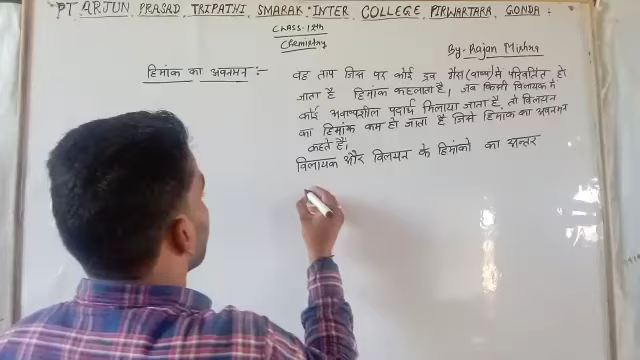 PT ARJUN PRASAD TRIPATHI SMARAK INTER COLLEGE, PIRWARTARA, GONDA :
CLASS-12th
Chemistry
By- Rajan Mishra
हिमांक का अवनमन :- वह ताप जिस पर कोई द्रव गैस (वाष्प) में परिवर्तित हो
जाता है हिमांक कहलाता है। जब किसी विलायक में
कोई अवाष्पशील पदार्थ मिलाया जाता है, तो विलयन
का हिमांक कम हो जाता है जिसे हिमांक का अवनमन
कहते हैं।
विलायक और विलयन के हिमांको का अन्तर